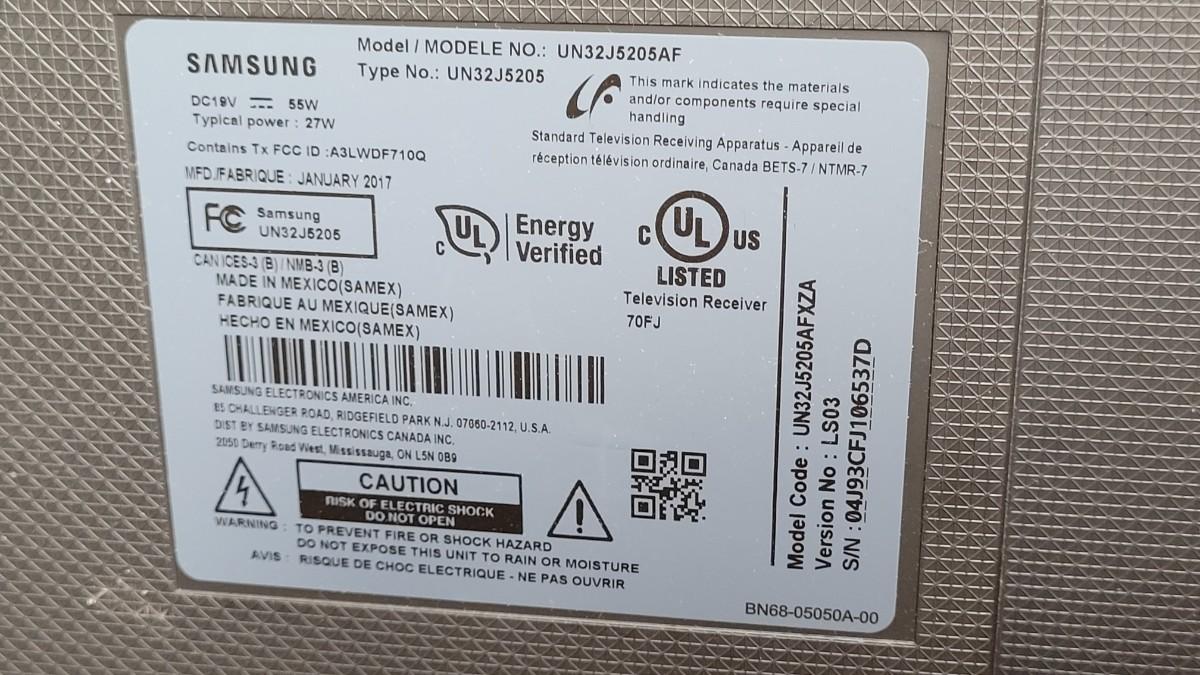 SAMSUNG
Model / MODELE NO.: UN32J5205AF
Type No.: UN32J5205
DC19V 55W
Typical power : 27W
Contains Tx FCC ID :A3LWDF710Q
MFD./FABRIQUE : JANUARY 2017
This mark indicates the materials
and/or components require special
handling
Standard Television Receiving Apparatus - Appareil de
réception télévision ordinaire, Canada BETS-7 / NTMR-7
FC Samsung
UN32J5205
CAN ICES-3 (B) / NMB-3 (B)
MADE IN MEXICO(SAMEX)
FABRIQUE AU MEXIQUE(SAMEX)
HECHO EN MEXICO(SAMEX)
C UL Energy
Verified
C UL US
LISTED
Television Receiver
70FJ
SAMSUNG ELECTRONICS AMERICA INC.
85 CHALLENGER ROAD, RIDGEFIELD PARK N.J. 07660-2112, U.S.A.
DIST BY SAMSUNG ELECTRONICS CANADA INC.
2050 Derry Road West, Mississauga, ON L5N 0B9
CAUTION
RISK OF ELECTRIC SHOCK
DO NOT OPEN
WARNING : TO PREVENT FIRE OR SHOCK HAZARD
DO NOT EXPOSE THIS UNIT TO RAIN OR MOISTURE
AVIS : RISQUE DE CHOC ELECTRIQUE - NE PAS OUVRIR
Model Code : UN32J5205AFXZA
Version No : LS03
S/N : 04J93CFJ106537D
BN68-05050A-00